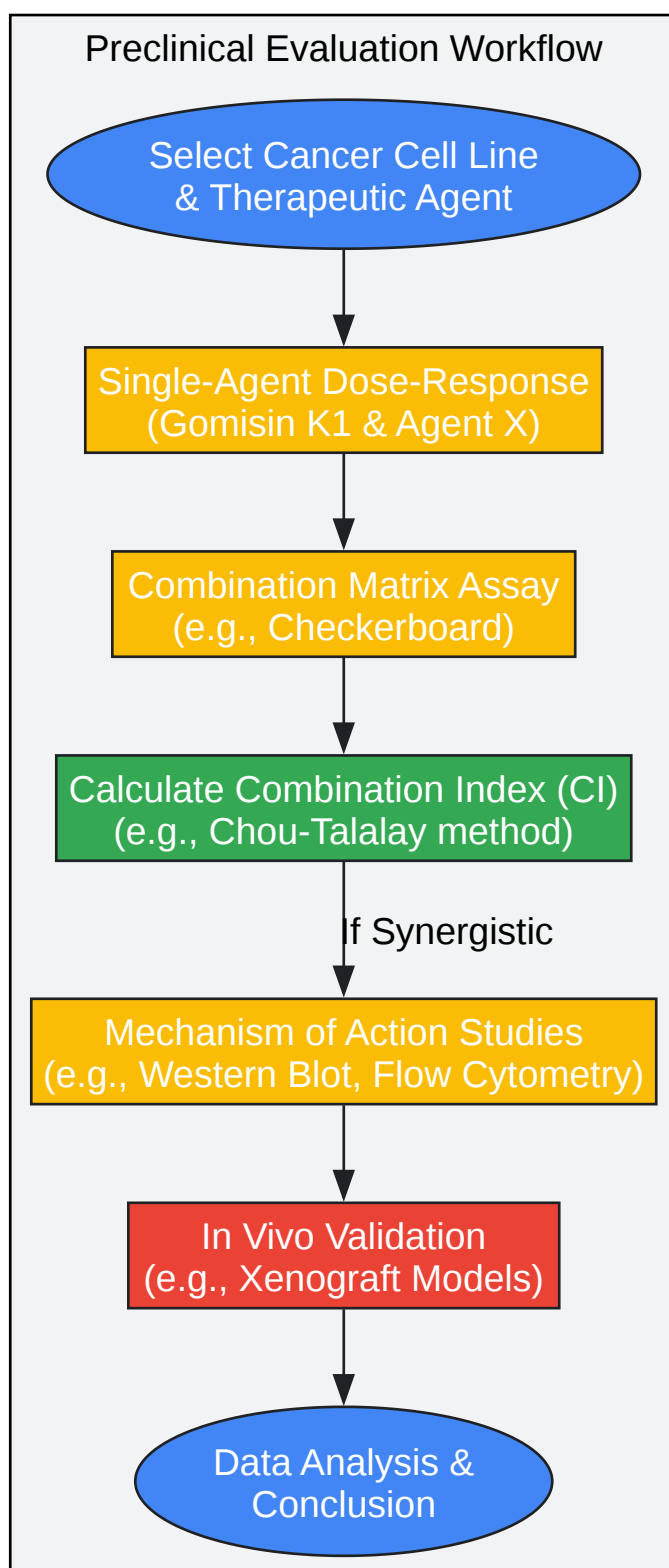 Preclinical Evaluation Workflow
Select Cancer Cell Line
& Therapeutic Agent
Single-Agent Dose-Response
(Gomisin K1 & Agent X)
Combination Matrix Assay
(e.g., Checkerboard)
Calculate Combination Index (CI)
(e.g., Chou-Talalay method)
If Synergistic
Mechanism of Action Studies
(e.g., Western Blot, Flow Cytometry)
In Vivo Validation
(e.g., Xenograft Models)
Data Analysis &
Conclusion